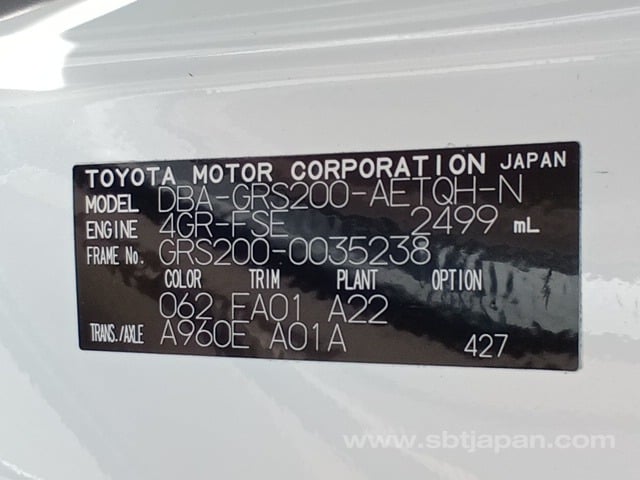 TOYOTA MOTOR CORPORATION JAPAN
MODEL DBA-GRS200-AETQH-N
ENGINE 4GR-FSE 2499 mL
FRAME No. GRS200-0035238
COLOR TRIM PLANT OPTION
062 FA01 A22
TRANS./AXLE A960E A01A 427
www.sbtjapan.com